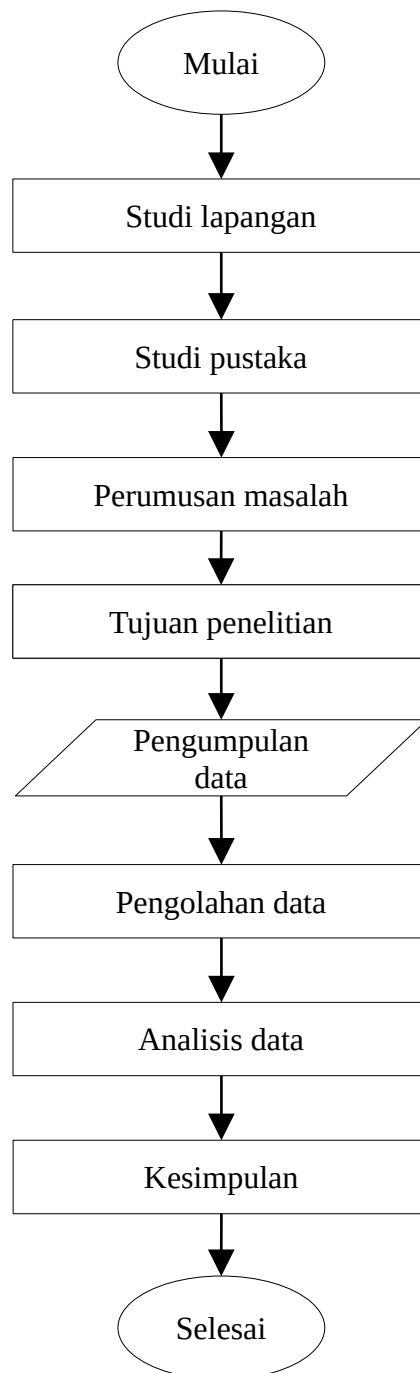 Mulai
Studi lapangan
Studi pustaka
Perumusan masalah
Tujuan penelitian
Pengumpulan
data
Pengolahan data
Analisis data
Kesimpulan
Selesai